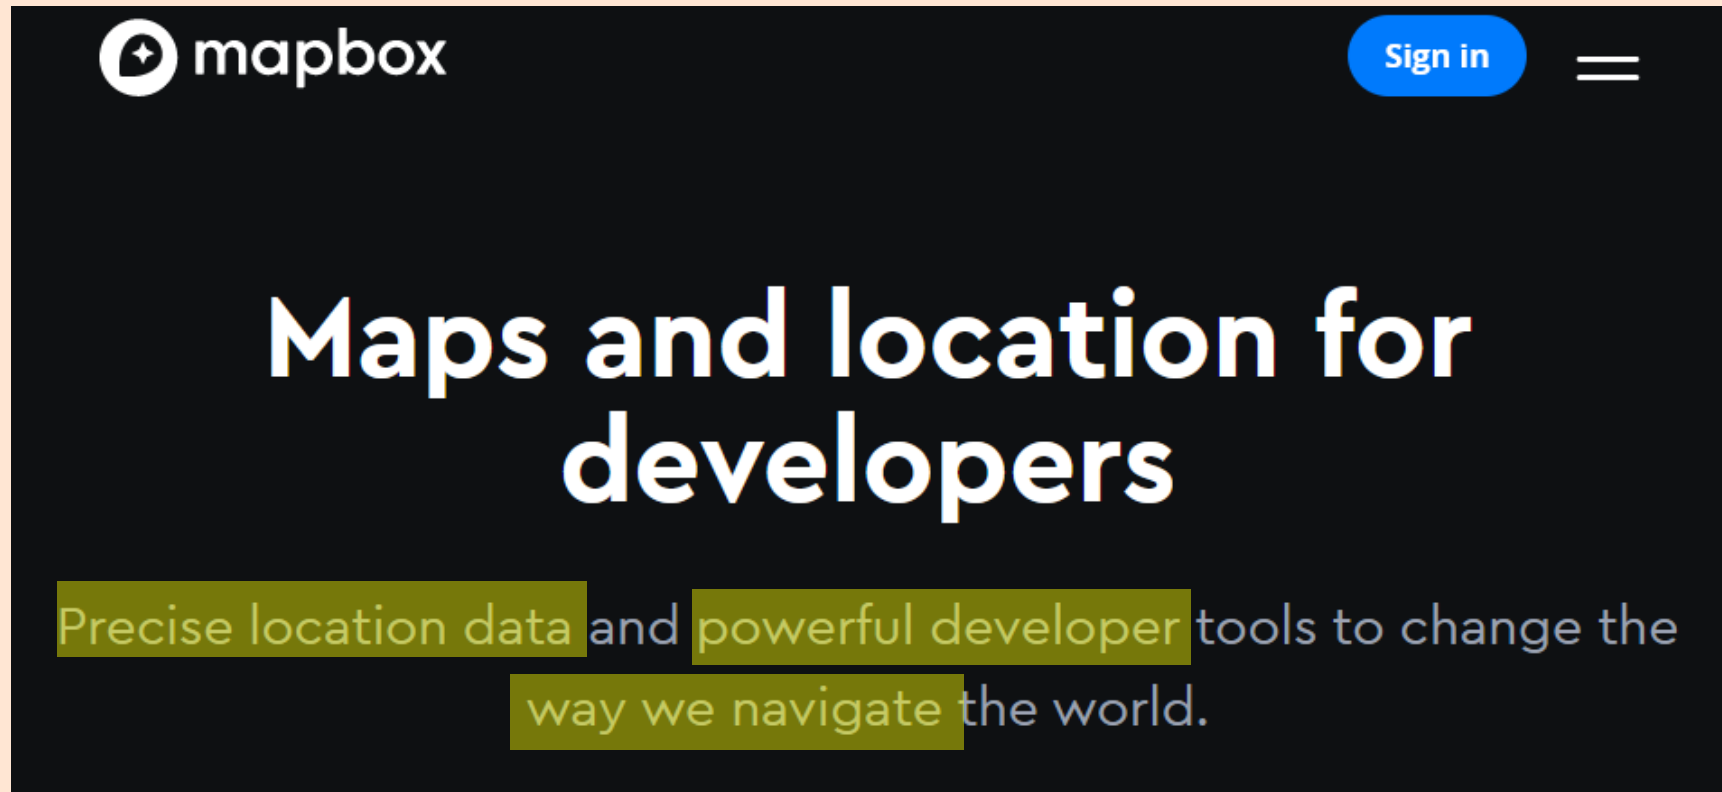 mapbox
Sign in
Maps and location for
developers
Precise location data and powerful developer tools to change the
way we navigate the world.